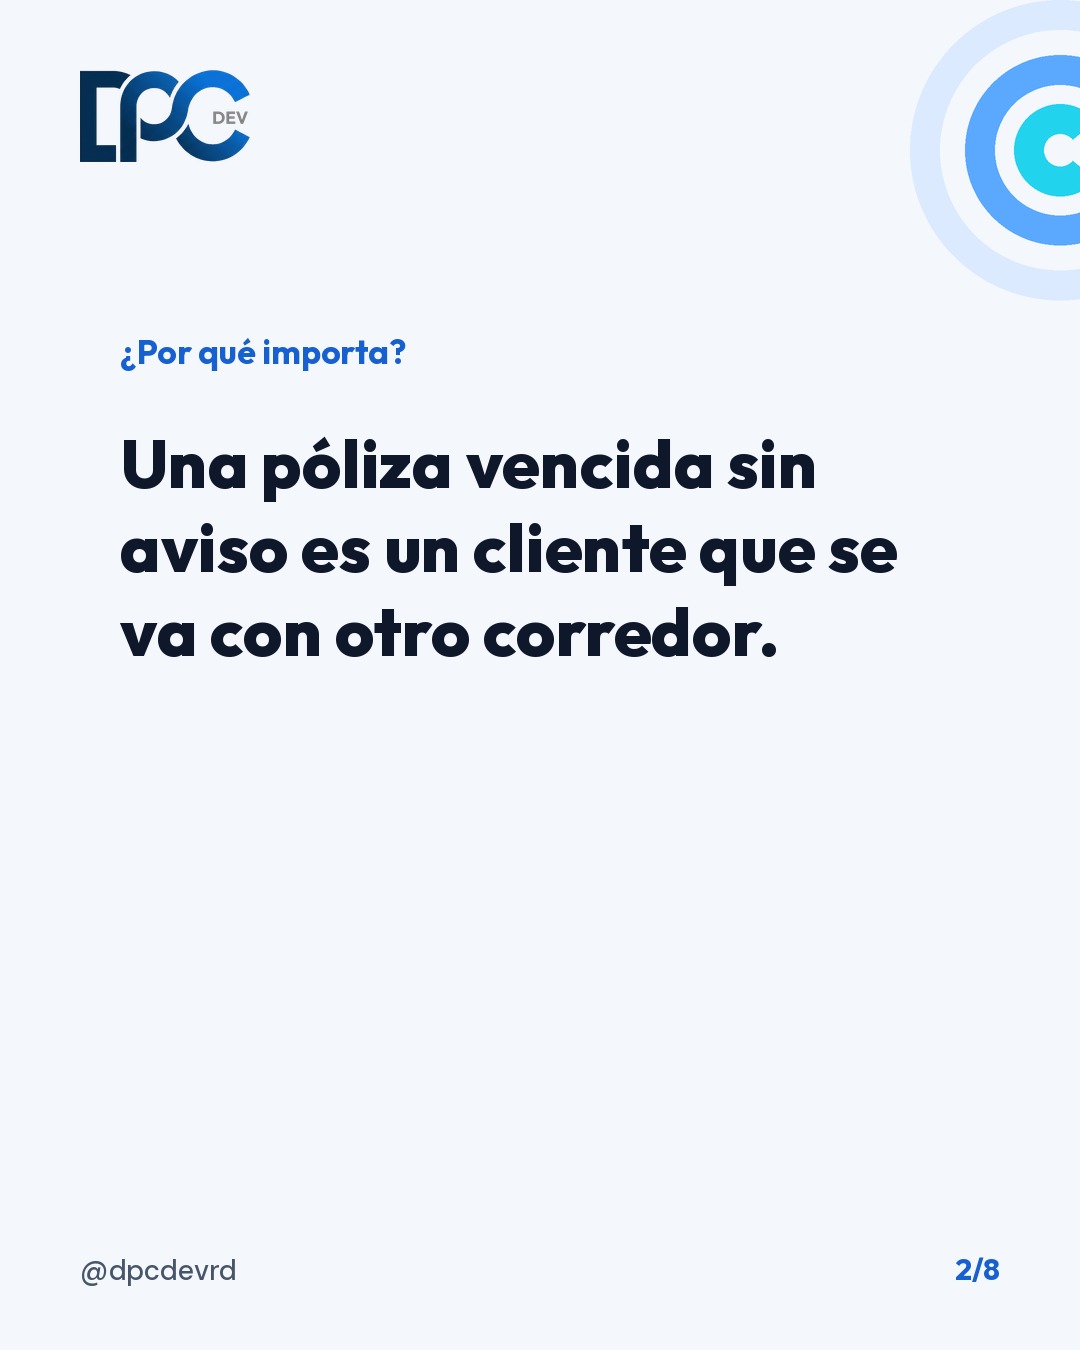 DPC
DEV
¿Por qué importa?
Una póliza vencida sin
aviso es un cliente que se
va con otro corredor.
@dpcdevrd
2/8